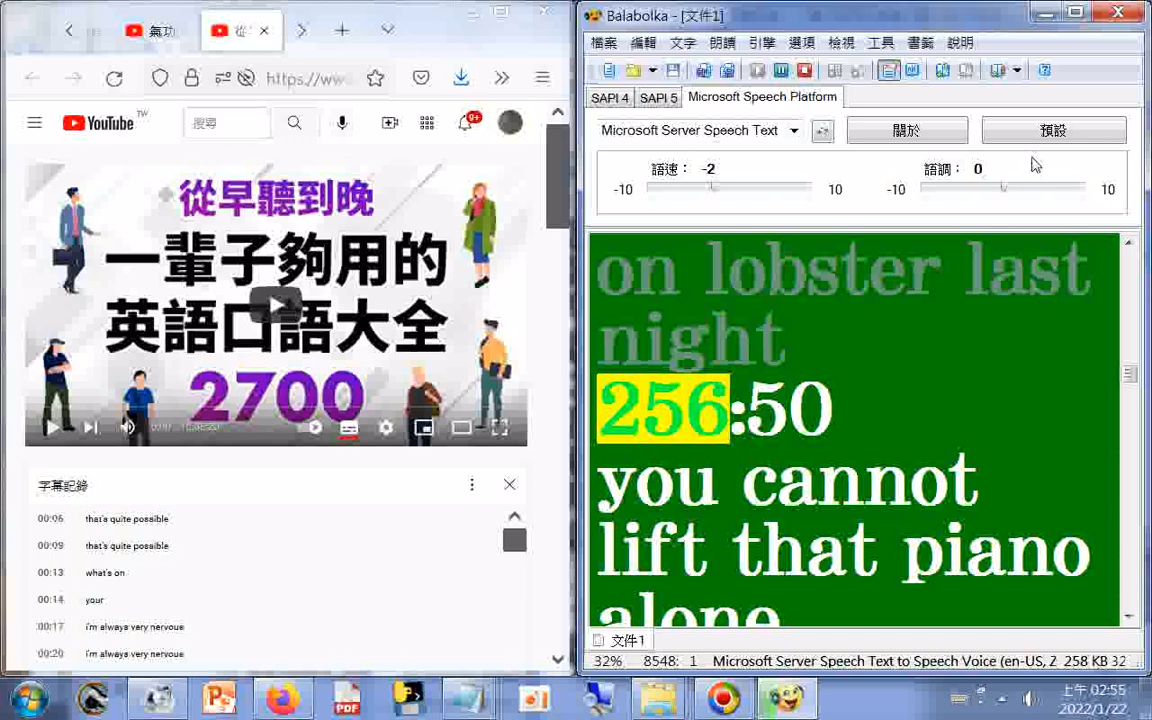 氣功
https://www
YouTube TW
搜尋
9+
從早聽到晚
一輩子夠用的
英語口語大全
2700
字幕記錄
00:06 that's quite possible
00:09 that's quite possible
00:13 what's on
00:14 your
00:17 i'm always very nervous
00:20 i'm always very nervous
Balabolka - [文件1]
檔案 編輯 文字 朗讀 引擎 選項 檢視 工具 書籤 說明
SAPI 4 SAPI 5 Microsoft Speech Platform
Microsoft Server Speech Text
關於
預設
語速： -2
語調： 0
-10 10 -10 10
on lobster last
night
256:50
you cannot
lift that piano
alone
文件1
32% 8548: 1 Microsoft Server Speech Text to Speech Voice (en-US, Z 258 KB 32
PDF
上午 02:55
2022/1/22